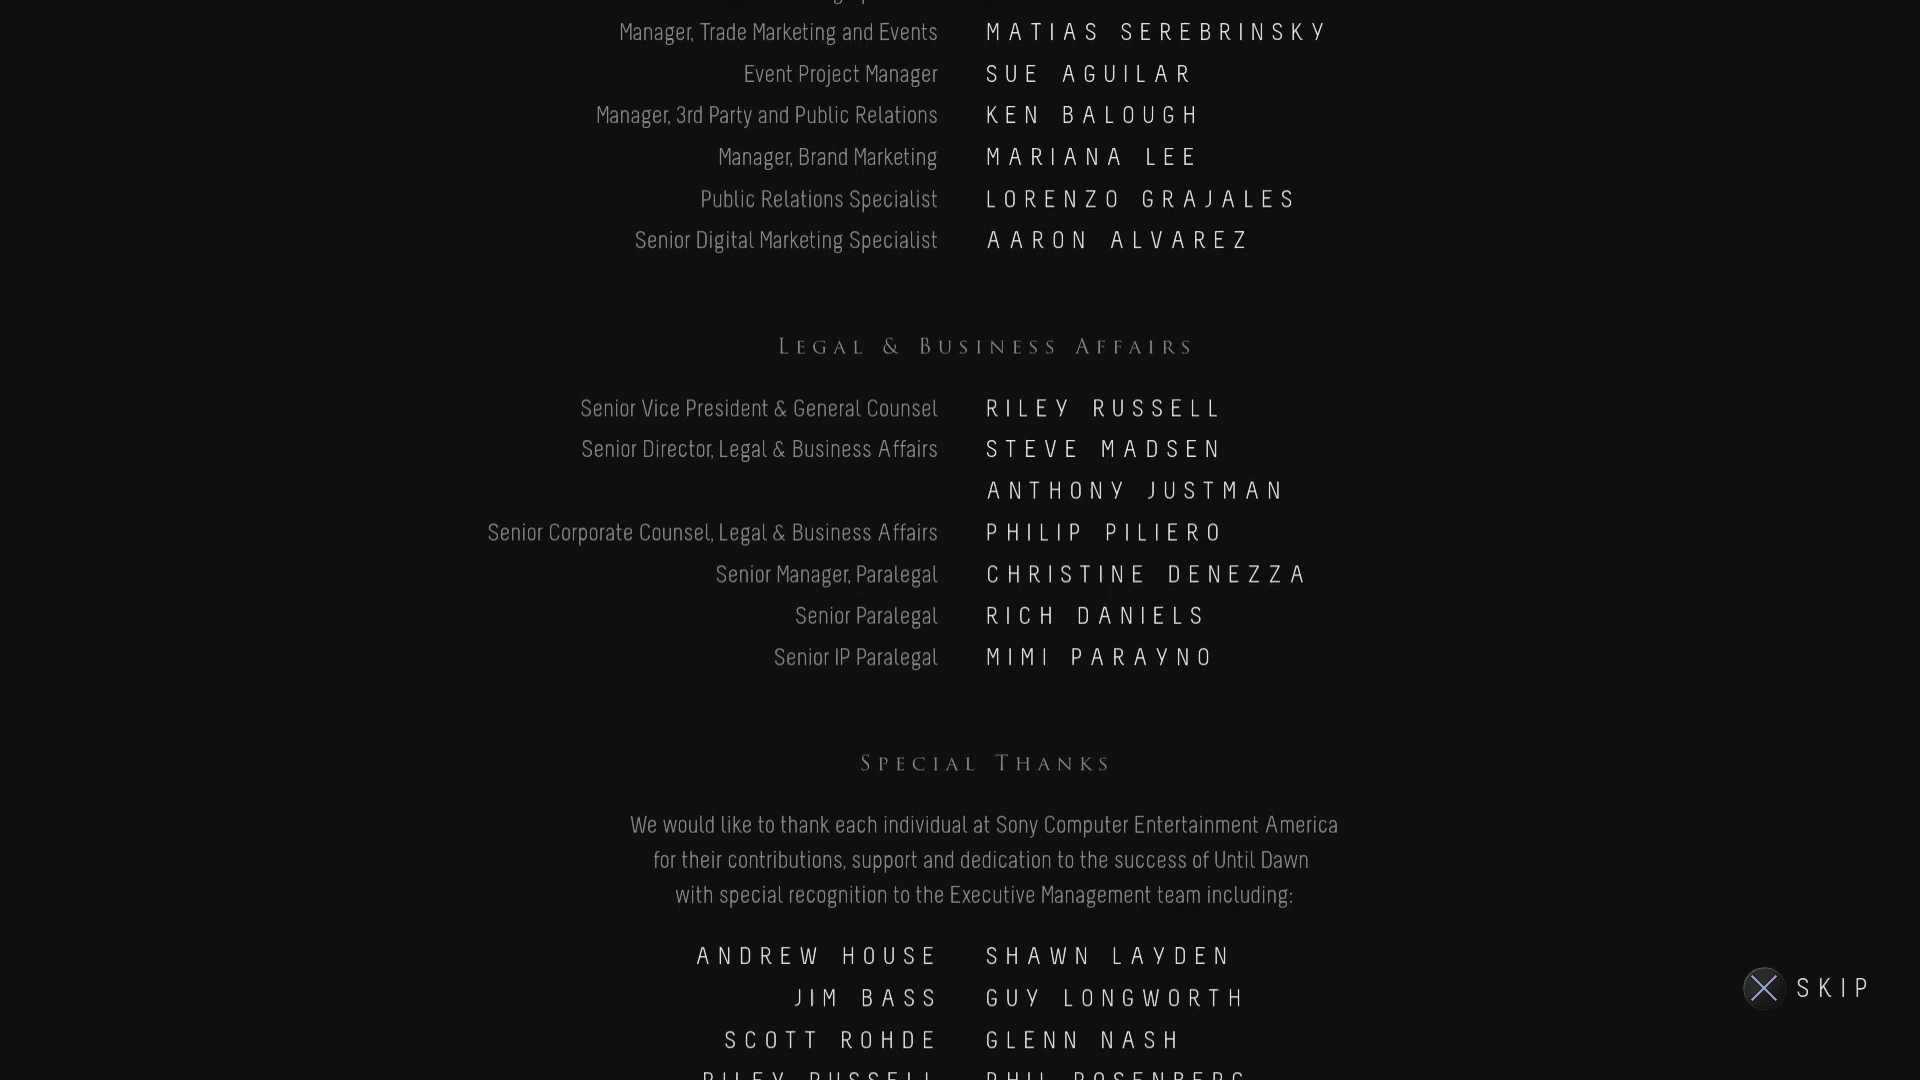 Manager, Trade Marketing and Events MATIAS SEREBRINSKY
Event Project Manager SUE AGUILAR
Manager, 3rd Party and Public Relations KEN BALOUGH
Manager, Brand Marketing MARIANA LEE
Public Relations Specialist LORENZO GRAJALES
Senior Digital Marketing Specialist AARON ALVAREZ
LEGAL & BUSINESS AFFAIRS
Senior Vice President & General Counsel RILEY RUSSELL
Senior Director, Legal & Business Affairs STEVE MADSEN
ANTHONY JUSTMAN
Senior Corporate Counsel, Legal & Business Affairs PHILIP PILIERO
Senior Manager, Paralegal CHRISTINE DENEZZA
Senior Paralegal RICH DANIELS
Senior IP Paralegal MIMI PARAYNO
SPECIAL THANKS
We would like to thank each individual at Sony Computer Entertainment America
for their contributions, support and dedication to the success of Until Dawn
with special recognition to the Executive Management team including:
ANDREW HOUSE SHAWN LAYDEN
JIM BASS GUY LONGWORTH
SKIP
SCOTT ROHDE GLENN NASH
RILEY RUSSELL PHIL ROSENBERG